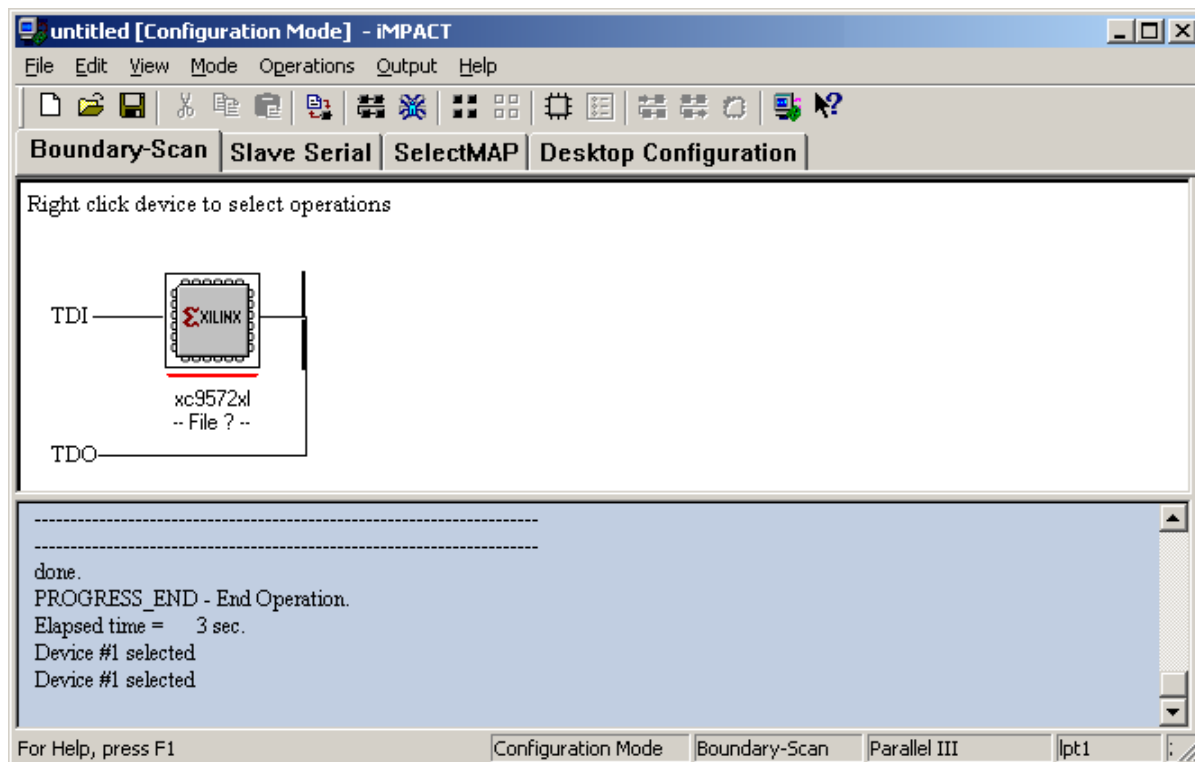 untitled [Configuration Mode] - iMPACT
File Edit View Mode Operations Output Help
Boundary-Scan Slave Serial SelectMAP Desktop Configuration
Right click device to select operations
TDI
XILINX
xc9572xl
-- File ? --
TDO
----------------------------------------------------------------------
----------------------------------------------------------------------
done.
PROGRESS_END - End Operation.
Elapsed time = 3 sec.
Device #1 selected
Device #1 selected
For Help, press F1 Configuration Mode Boundary-Scan Parallel III lpt1